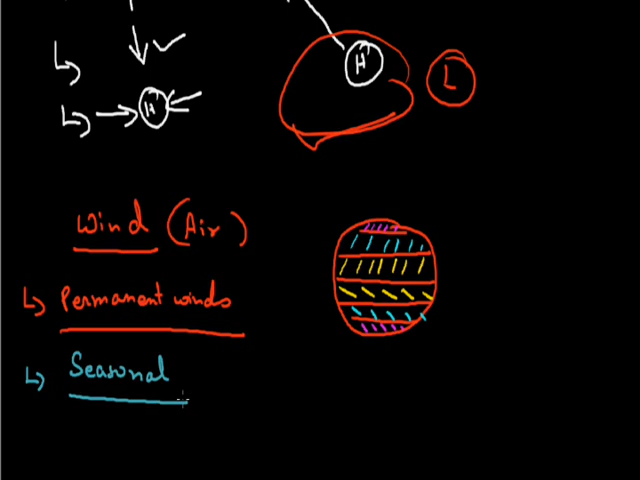 H
L
H
Wind (Air)
Permanent winds
Seasonal